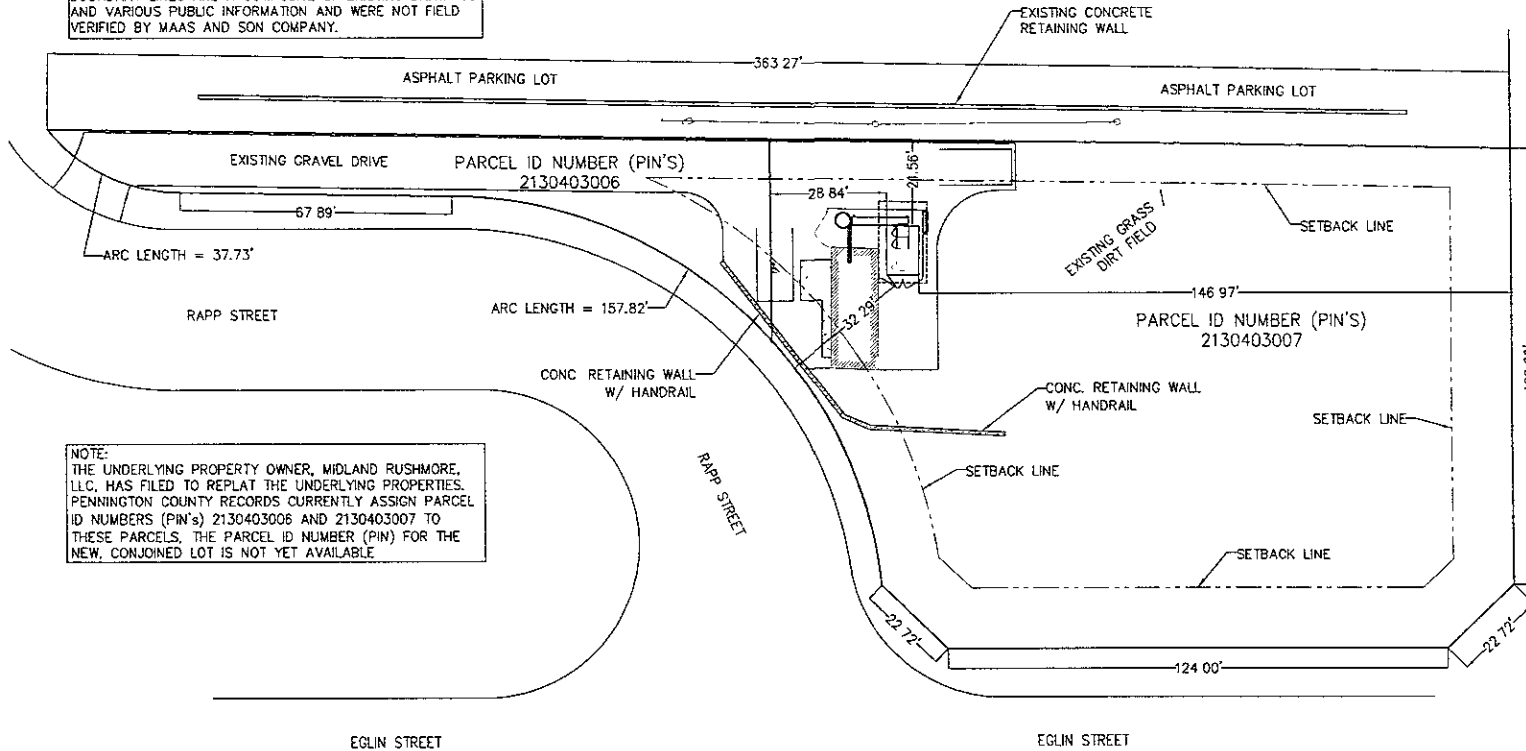 AND VARIOUS PUBLIC INFORMATION AND WERE NOT FIELD
VERIFIED BY MAAS AND SON COMPANY.
EXISTING CONCRETE
RETAINING WALL
363 27'
ASPHALT PARKING LOT
ASPHALT PARKING LOT
EXISTING GRAVEL DRIVE
PARCEL ID NUMBER (PIN'S)
2130403006
67 89'
28 84'
SETBACK LINE
EXISTING GRASS /
DIRT FIELD
ARC LENGTH = 37.73'
ARC LENGTH = 157.82'
RAPP STREET
32 29'
146 97'
PARCEL ID NUMBER (PIN'S)
2130403007
CONC RETAINING WALL
W/ HANDRAIL
CONC. RETAINING WALL
W/ HANDRAIL
SETBACK LINE
SETBACK LINE
RAPP STREET
NOTE:
THE UNDERLYING PROPERTY OWNER, MIDLAND RUSHMORE,
LLC, HAS FILED TO REPLAT THE UNDERLYING PROPERTIES.
PENNINGTON COUNTY RECORDS CURRENTLY ASSIGN PARCEL
ID NUMBERS (PIN's) 2130403006 AND 2130403007 TO
THESE PARCELS, THE PARCEL ID NUMBER (PIN) FOR THE
NEW, CONJOINED LOT IS NOT YET AVAILABLE
SETBACK LINE
22 72'
124 00'
22 72'
EGLIN STREET
EGLIN STREET